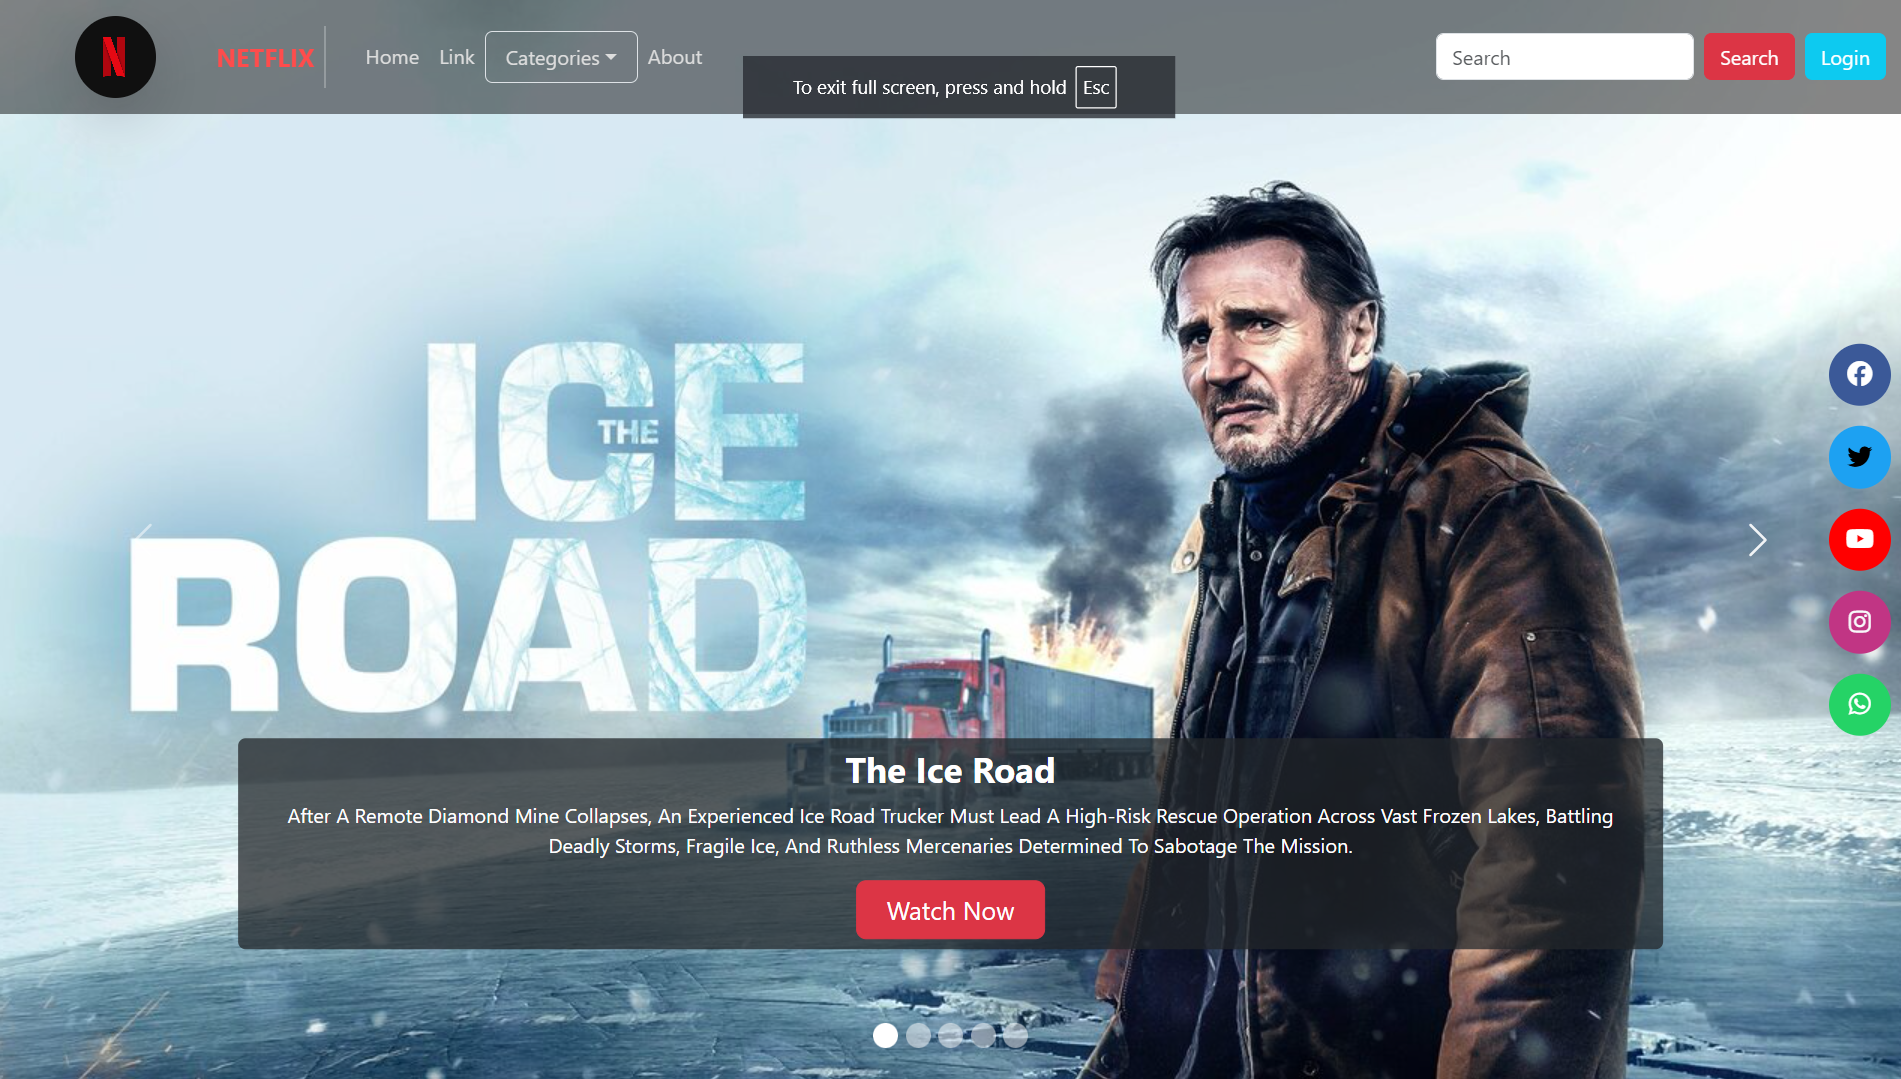 N
NETFLIX
Home
Link
Categories
About
Search
Search
Login
To exit full screen, press and hold Esc
ICE
THE
ROAD
The Ice Road
After A Remote Diamond Mine Collapses, An Experienced Ice Road Trucker Must Lead A High-Risk Rescue Operation Across Vast Frozen Lakes, Battling
Deadly Storms, Fragile Ice, And Ruthless Mercenaries Determined To Sabotage The Mission.
Watch Now